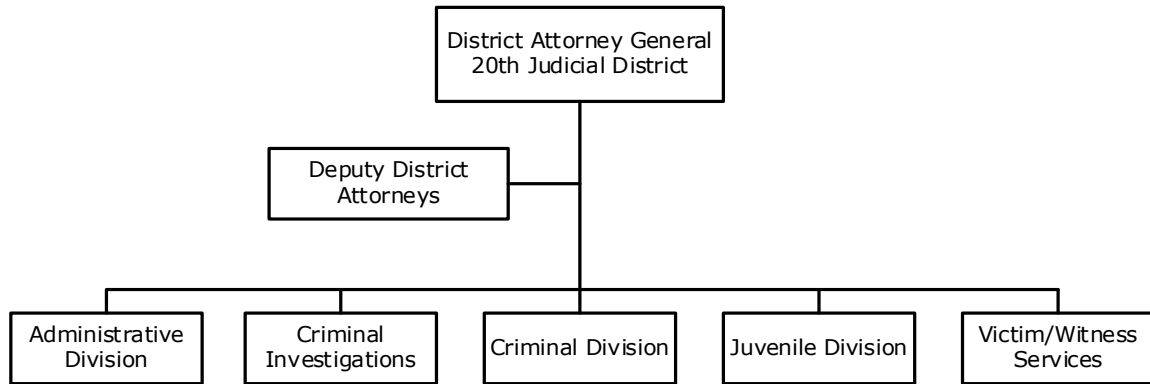 District Attorney General
20th Judicial District
Deputy District
Attorneys
Administrative
Division
Criminal
Investigations
Criminal Division
Juvenile Division
Victim/Witness
Services